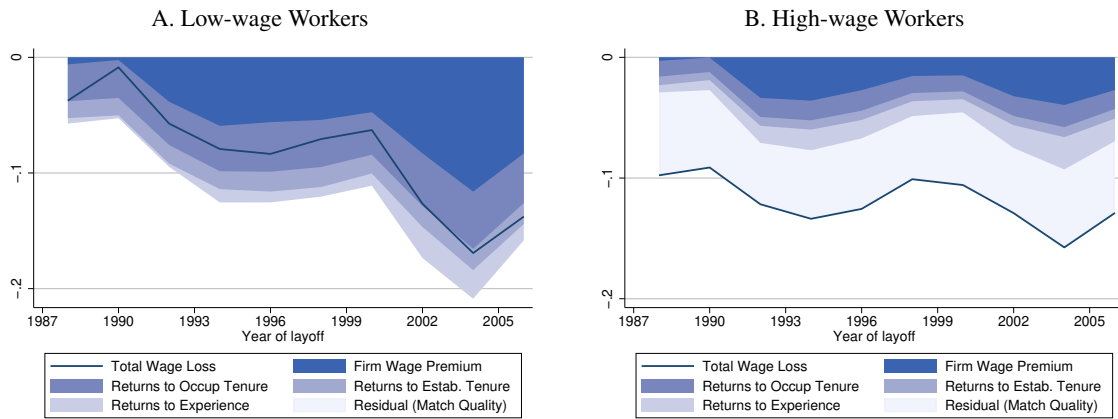 A. Low-wage Workers
0
-.1
-.2
1987 1990 1993 1996 1999 2002 2005
Year of layoff
Total Wage Loss Firm Wage Premium
Returns to Occup Tenure Returns to Estab. Tenure
Returns to Experience Residual (Match Quality)
B. High-wage Workers
0
-.1
-.2
1987 1990 1993 1996 1999 2002 2005
Year of layoff
Total Wage Loss Firm Wage Premium
Returns to Occup Tenure Returns to Estab. Tenure
Returns to Experience Residual (Match Quality)